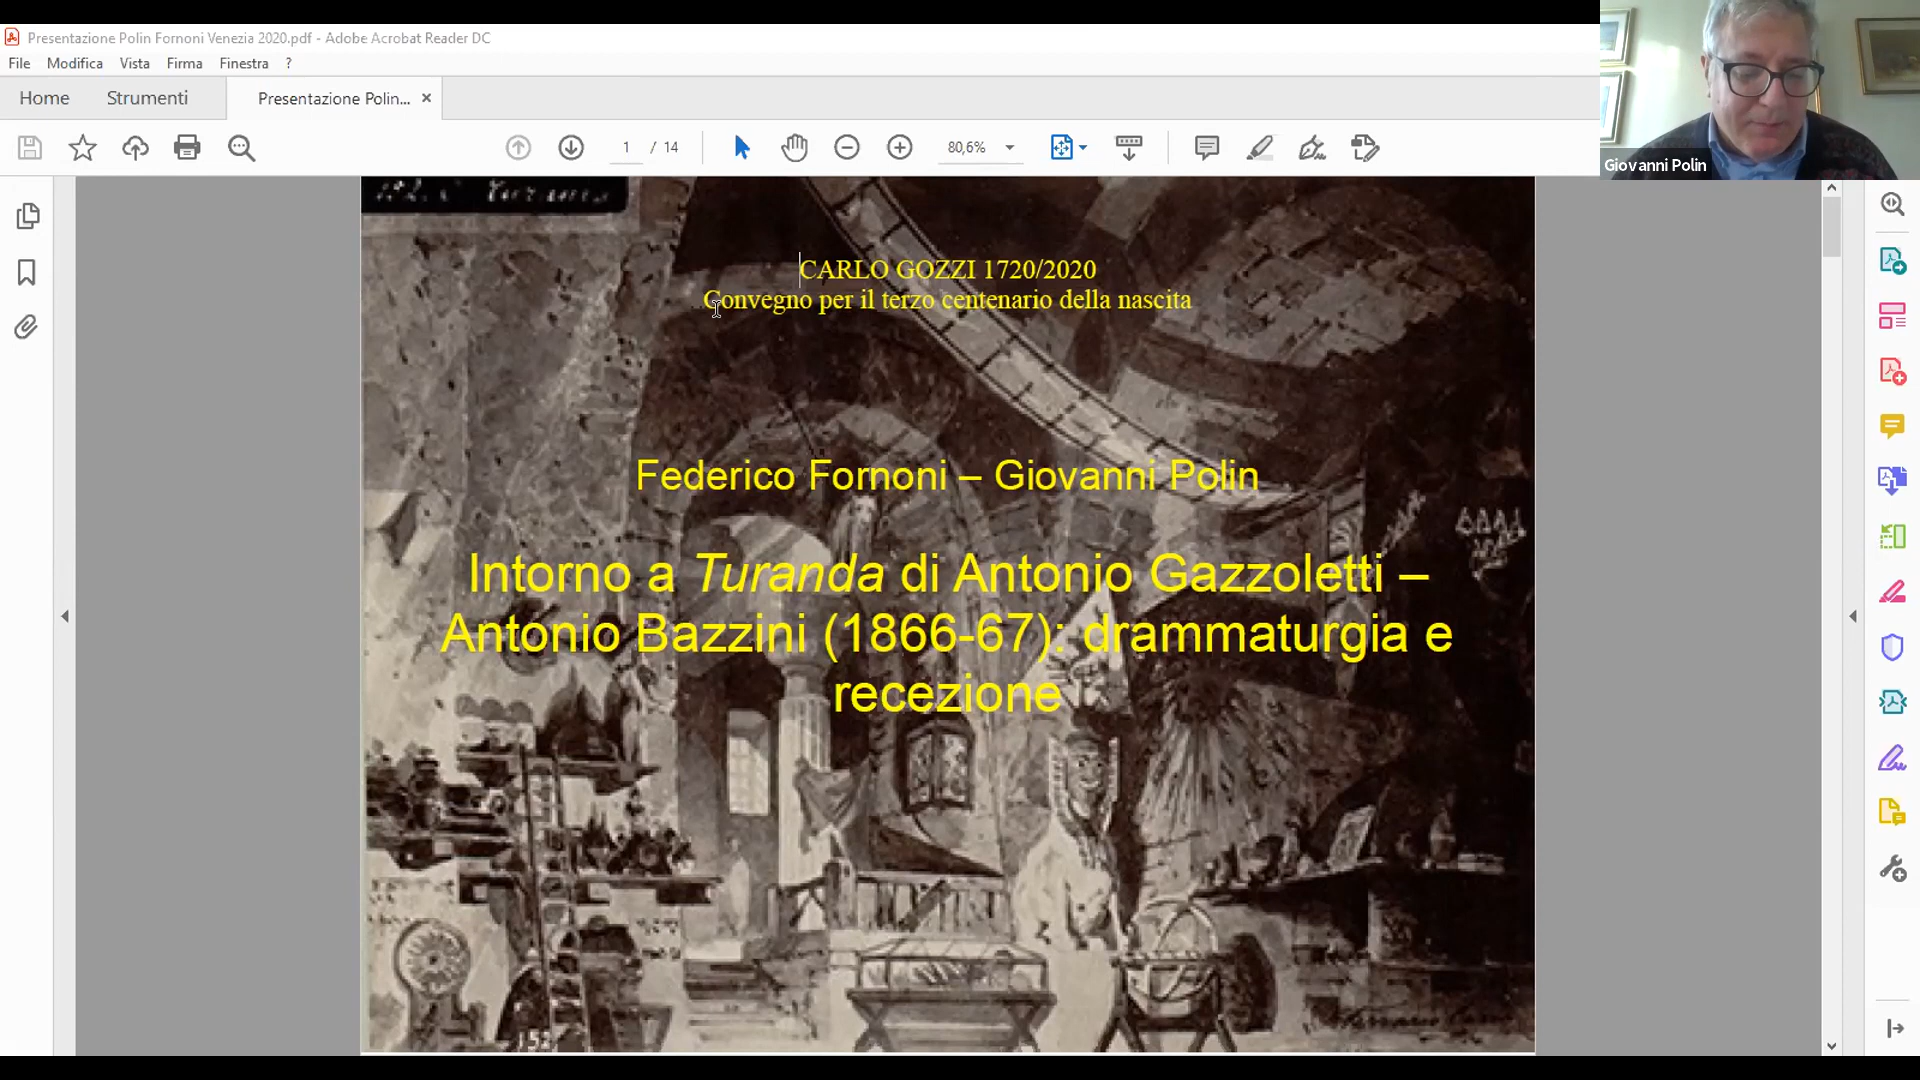 Presentazione Polin Fornoni Venezia 2020.pdf - Adobe Acrobat Reader DC
File Modifica Vista Firma Finestra ?
Home Strumenti Presentazione Polin... ×
1 / 14 80,6%
Giovanni Polin
CARLO GOZZI 1720/2020
Convegno per il terzo centenario della nascita
Federico Fornoni – Giovanni Polin
Intorno a Turanda di Antonio Gazzoletti –
Antonio Bazzini (1866-67): drammaturgia e
recezione